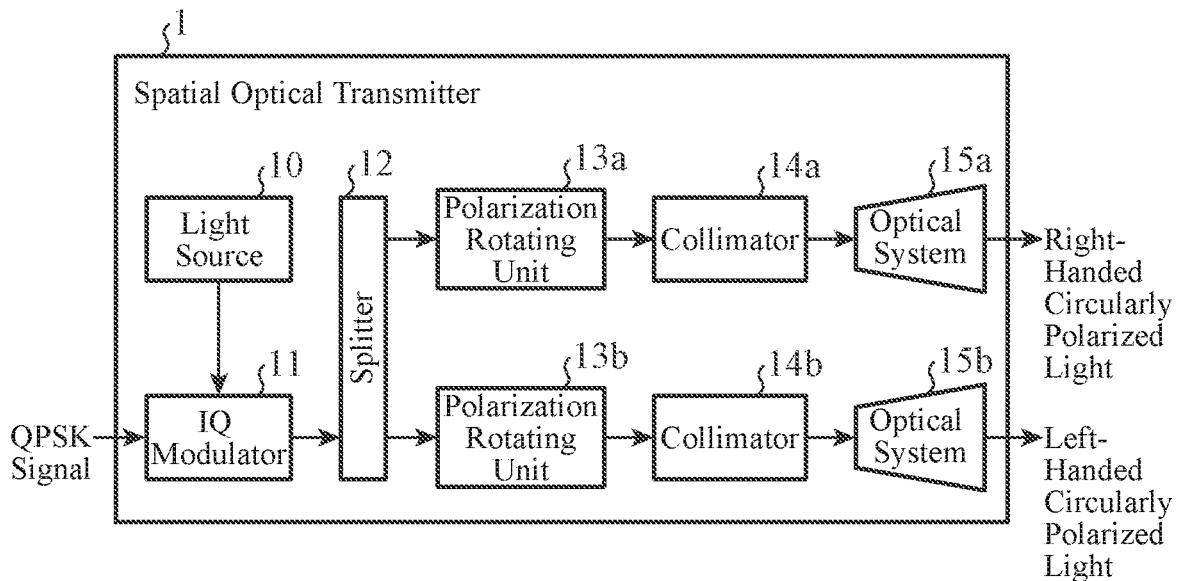 1
Spatial Optical Transmitter
10
Light
Source
12
Splitter
13a
Polarization
Rotating
Unit
14a
Collimator
15a
Optical
System
Right-
Handed
Circularly
Polarized
Light
QPSK
Signal
11
IQ
Modulator
13b
Polarization
Rotating
Unit
14b
Collimator
15b
Optical
System
Left-
Handed
Circularly
Polarized
Light